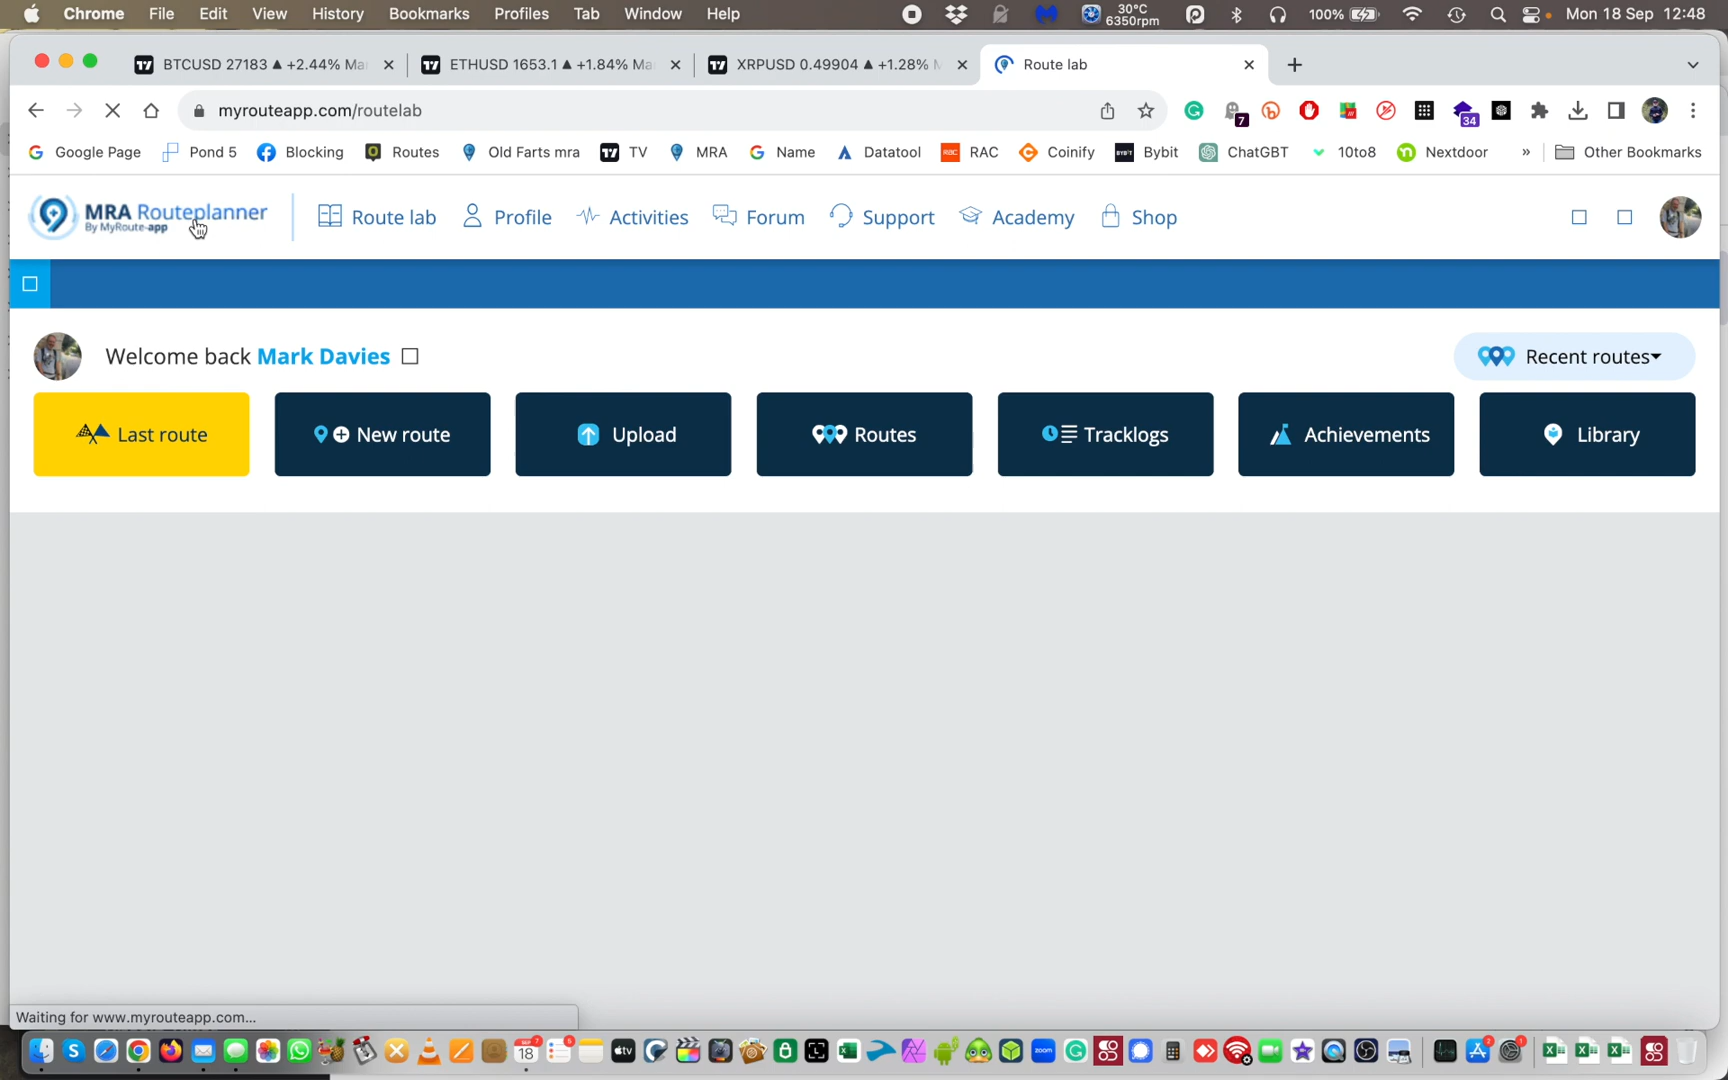 Chrome File Edit View History Bookmarks Profiles Tab Window Help 30°C 6350rpm 100% Mon 18 Sep 12:48
BTCUSD 27183 ▲ +2.44% Ma ETHUSD 1653.1 ▲ +1.84% Ma XRPUSD 0.49904 ▲ +1.28% M Route lab
myrouteapp.com/routelab 7 34
Google Page Pond 5 Blocking Routes Old Farts mra TV MRA Name Datatool RAC Coinify Bybit ChatGBT 10to8 Nextdoor » Other Bookmarks
MRA Routeplanner
By MyRoute-app
Route lab Profile Activities Forum Support Academy Shop
Welcome back Mark Davies
Recent routes
Last route New route Upload Routes Tracklogs Achievements Library
Waiting for www.myrouteapp.com...